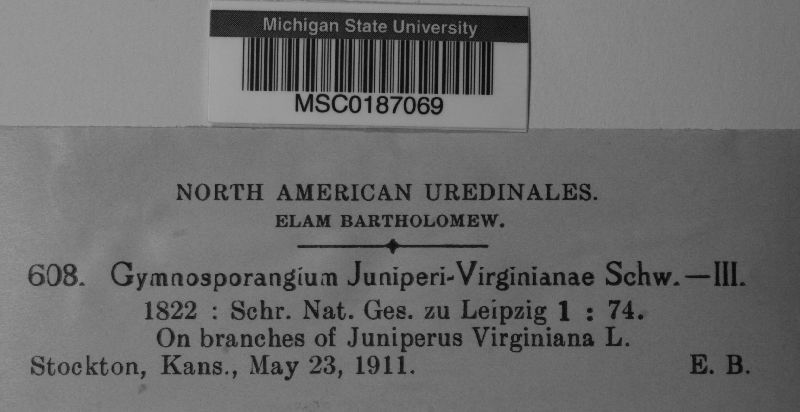 Michigan State University
MSC0187069
NORTH AMERICAN UREDINALES.
ELAM BARTHOLOMEW.
608. Gymnosporangium Juniperi-Virginianae Schw.—III.
1822 : Schr. Nat. Ges. zu Leipzig 1 : 74.
On branches of Juniperus Virginiana L.
Stockton, Kans., May 23, 1911. E. B.